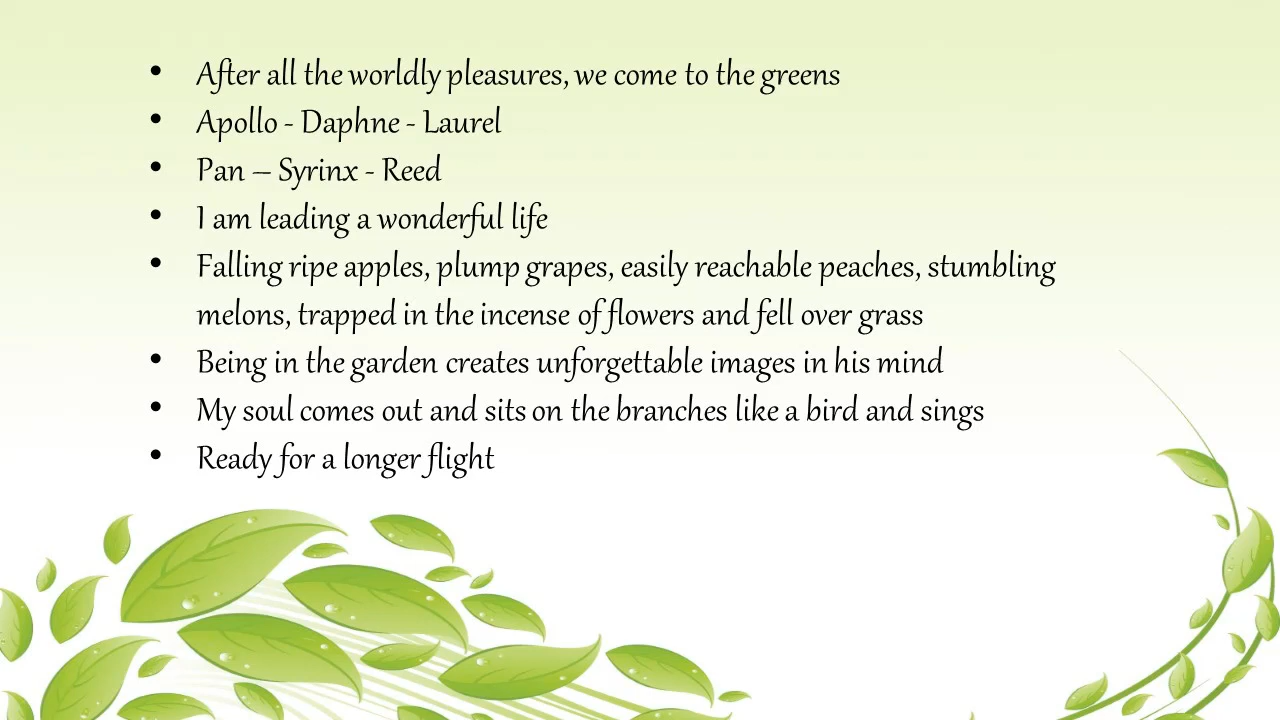 • After all the worldly pleasures, we come to the greens
• Apollo - Daphne - Laurel
• Pan – Syrinx - Reed
• I am leading a wonderful life
• Falling ripe apples, plump grapes, easily reachable peaches, stumbling
melons, trapped in the incense of flowers and fell over grass
• Being in the garden creates unforgettable images in his mind
• My soul comes out and sits on the branches like a bird and sings
• Ready for a longer flight